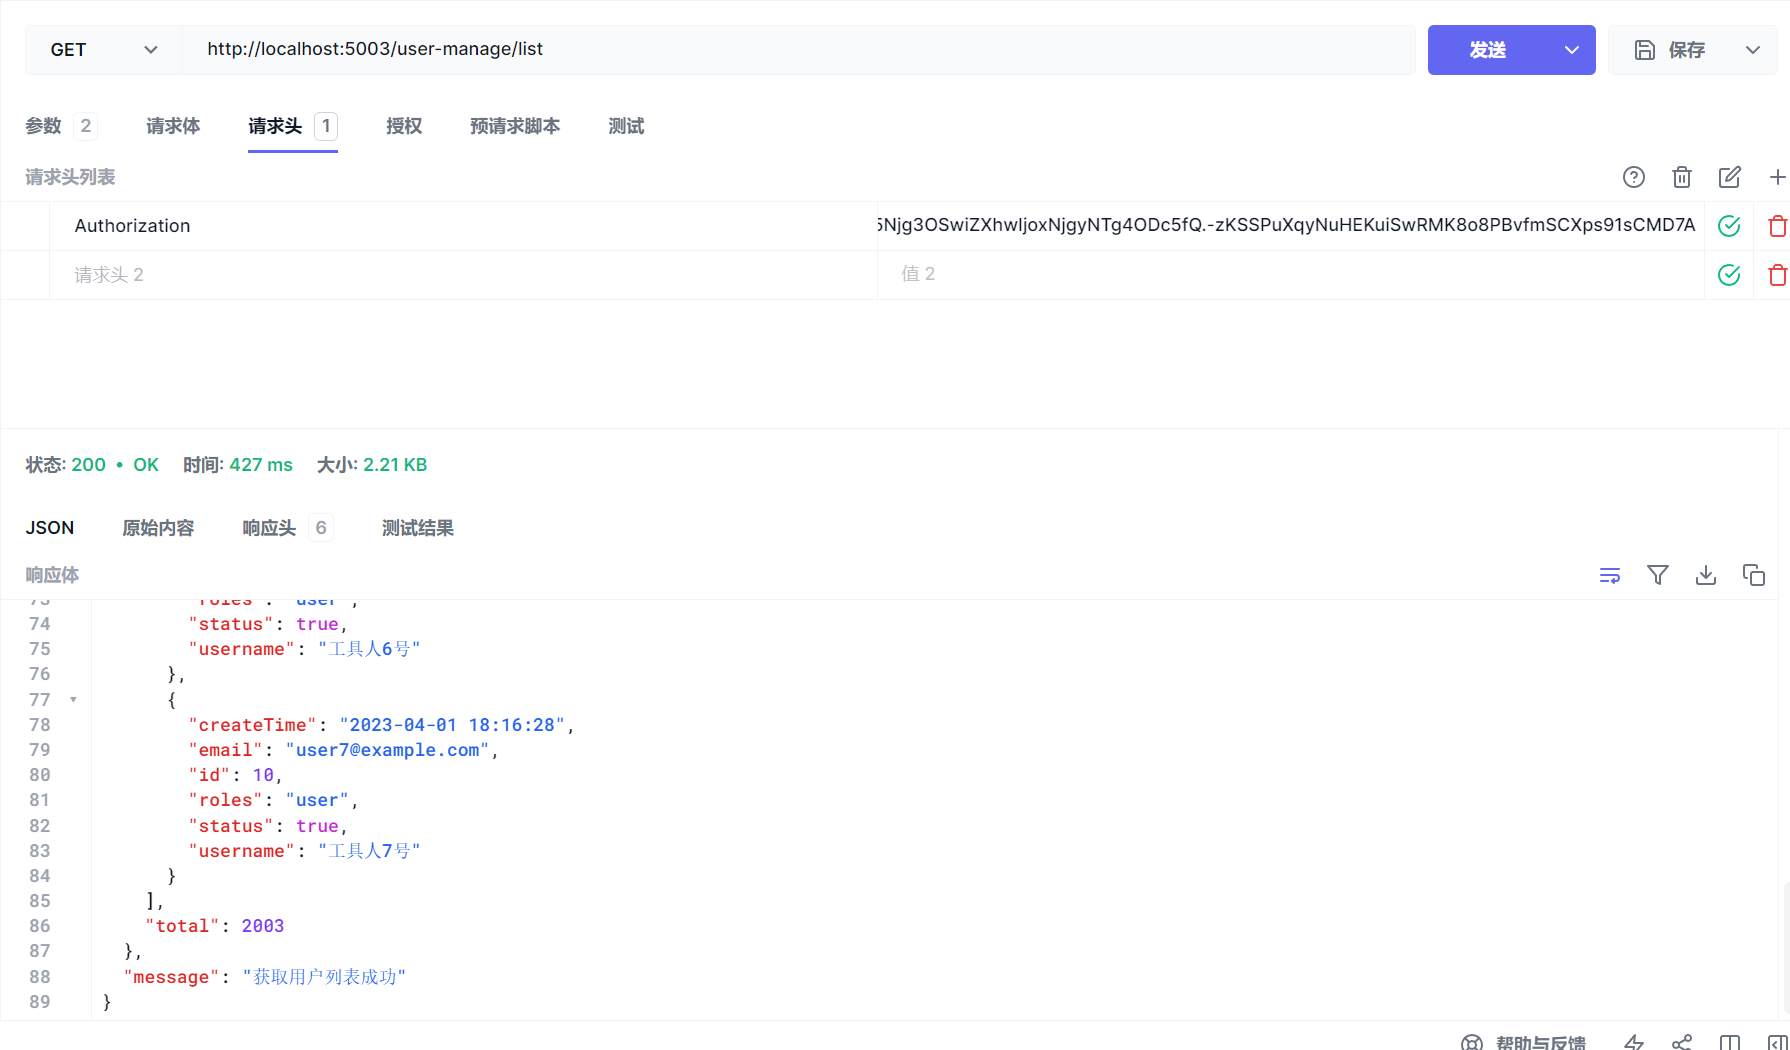 GET http://localhost:5003/user-manage/list 发送 保存
参数 2 请求体 请求头 1 授权 预请求脚本 测试
请求头列表
Authorization 5Njg3OSwiZXhwIjoxNjgyNTg4ODc5fQ.-zKSSPuXqyNuHEKuiSwRMK8o8PBvfmSCXps91sCMD7A
请求头 2 值 2
状态: 200 • OK 时间: 427 ms 大小: 2.21 KB
JSON 原始内容 响应头 6 测试结果
响应体
73 "roles": "user",
74 "status": true,
75 "username": "工具人6号"
76 },
77 {
78 "createTime": "2023-04-01 18:16:28",
79 "email": "user7@example.com",
80 "id": 10,
81 "roles": "user",
82 "status": true,
83 "username": "工具人7号"
84 }
85 ],
86 "total": 2003
87 },
88 "message": "获取用户列表成功"
89 }
帮助与反馈